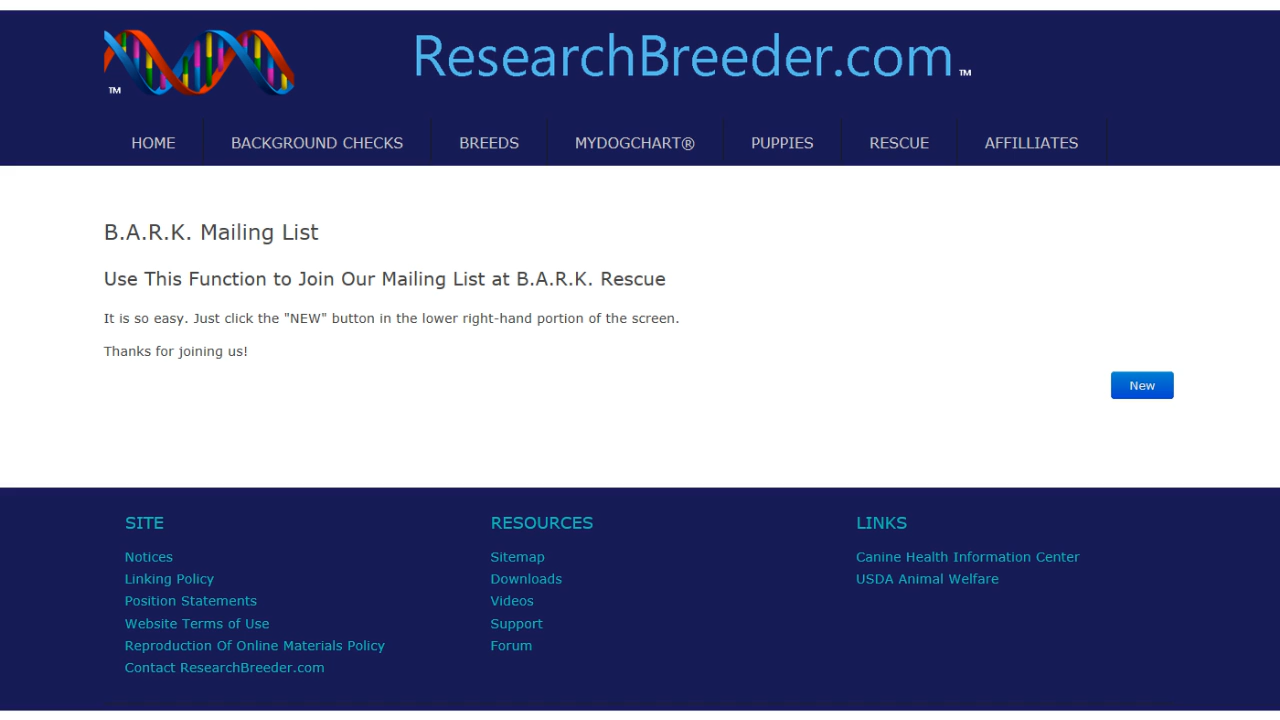 ResearchBreeder.com ™
™
HOME BACKGROUND CHECKS BREEDS MYDOGCHART® PUPPIES RESCUE AFFILLIATES
B.A.R.K. Mailing List
Use This Function to Join Our Mailing List at B.A.R.K. Rescue
It is so easy. Just click the "NEW" button in the lower right-hand portion of the screen.
Thanks for joining us!
New
SITE
Notices
Linking Policy
Position Statements
Website Terms of Use
Reproduction Of Online Materials Policy
Contact ResearchBreeder.com
RESOURCES
Sitemap
Downloads
Videos
Support
Forum
LINKS
Canine Health Information Center
USDA Animal Welfare